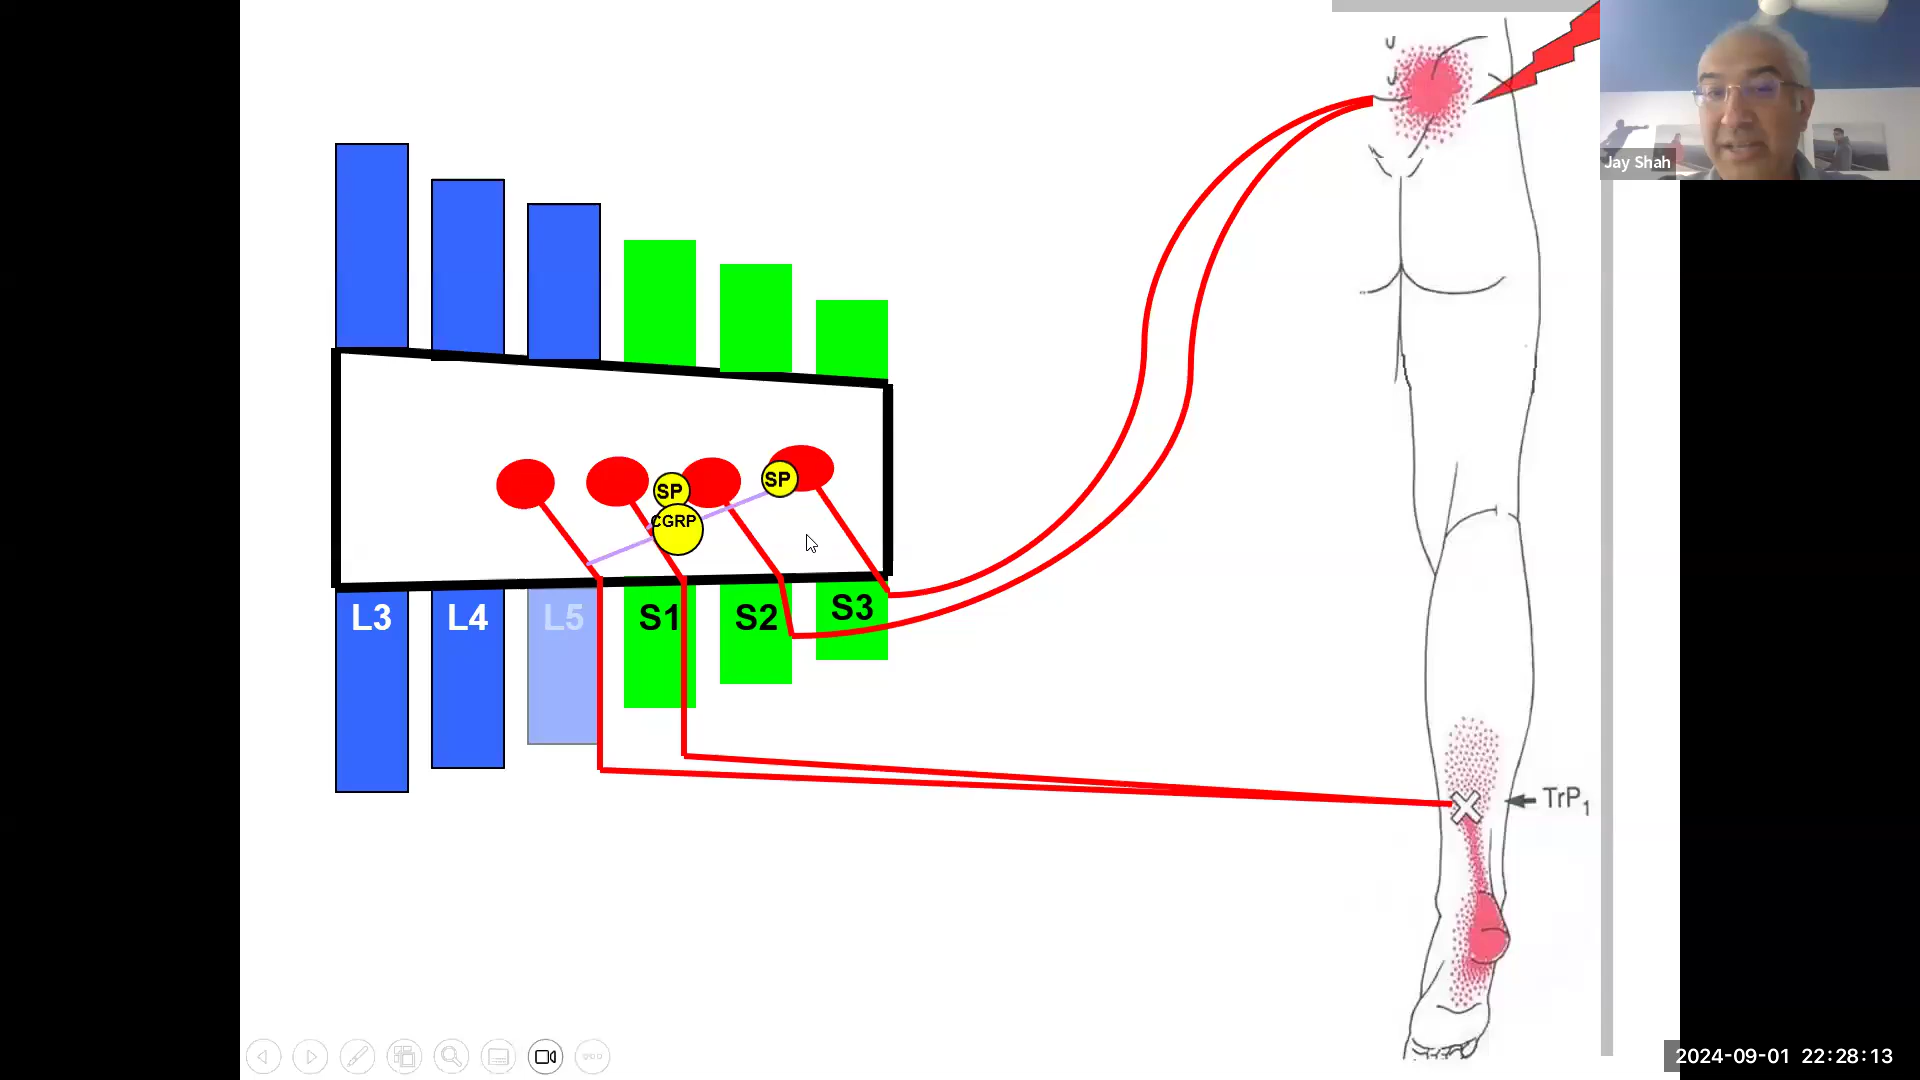 Jay Shah
SP
SP
CGRP
L3
L4
L5
S1
S2
S3
TrP1
2024-09-01 22:28:13